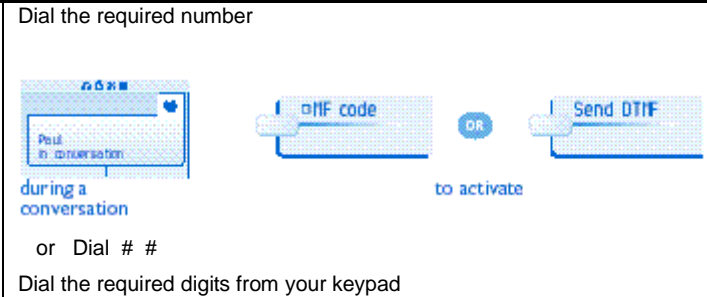 Dial the required number
Paul
in conversation
MF code
OR
Send DTMF
during a
conversation
to activate
or Dial # #
Dial the required digits from your keypad